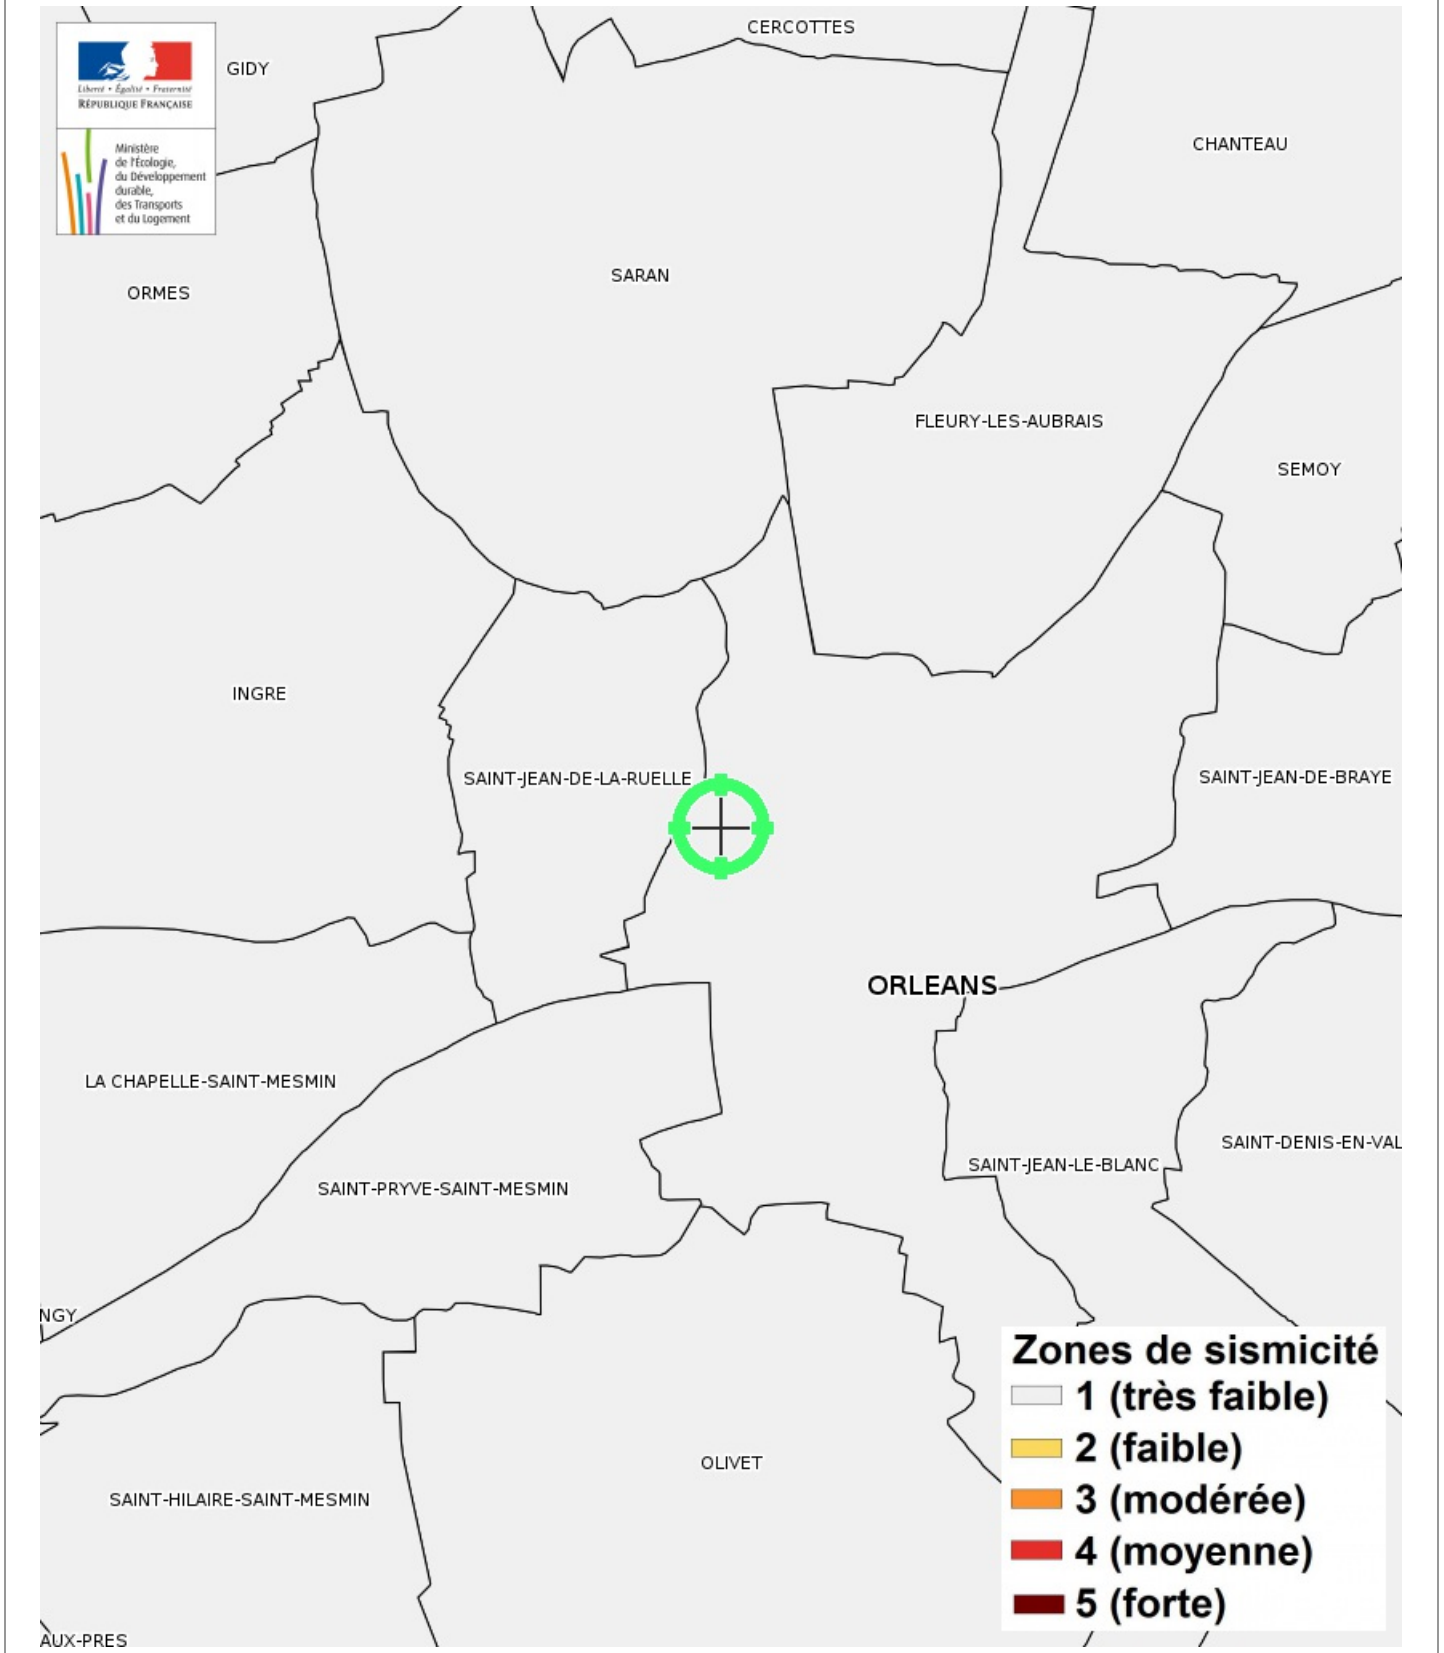 CERCOTTES
GIDY
Liberté • Égalité • Fraternité
RÉPUBLIQUE FRANÇAISE
CHANTEAU
Ministère
de l'Écologie,
du Développement
durable,
des Transports
et du Logement
SARAN
ORMES
FLEURY-LES-AUBRAIS
SEMOY
INGRE
SAINT-JEAN-DE-LA-RUELLE
SAINT-JEAN-DE-BRAYE
ORLEANS
LA CHAPELLE-SAINT-MESMIN
SAINT-DENIS-EN-VAL
SAINT-JEAN-LE-BLANC
SAINT-PRYVE-SAINT-MESMIN
NGY
Zones de sismicité
1 (très faible)
2 (faible)
3 (modérée)
4 (moyenne)
5 (forte)
OLIVET
SAINT-HILAIRE-SAINT-MESMIN
AUX-PRES